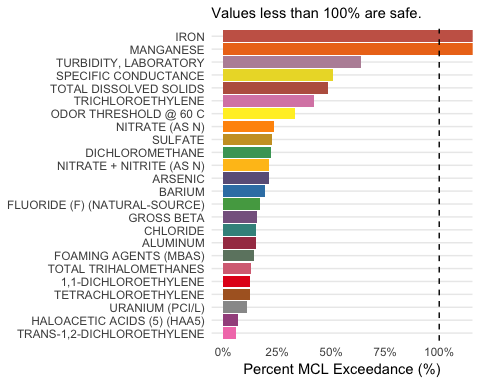 Values less than 100% are safe.
IRON
MANGANESE
TURBIDITY, LABORATORY
SPECIFIC CONDUCTANCE
TOTAL DISSOLVED SOLIDS
TRICHLOROETHYLENE
ODOR THRESHOLD @ 60 C
NITRATE (AS N)
SULFATE
DICHLOROMETHANE
NITRATE + NITRITE (AS N)
ARSENIC
BARIUM
FLUORIDE (F) (NATURAL-SOURCE)
GROSS BETA
CHLORIDE
ALUMINUM
FOAMING AGENTS (MBAS)
TOTAL TRIHALOMETHANES
1,1-DICHLOROETHYLENE
TETRACHLOROETHYLENE
URANIUM (PCI/L)
HALOACETIC ACIDS (5) (HAA5)
TRANS-1,2-DICHLOROETHYLENE
0% 25% 50% 75% 100%
Percent MCL Exceedance (%)